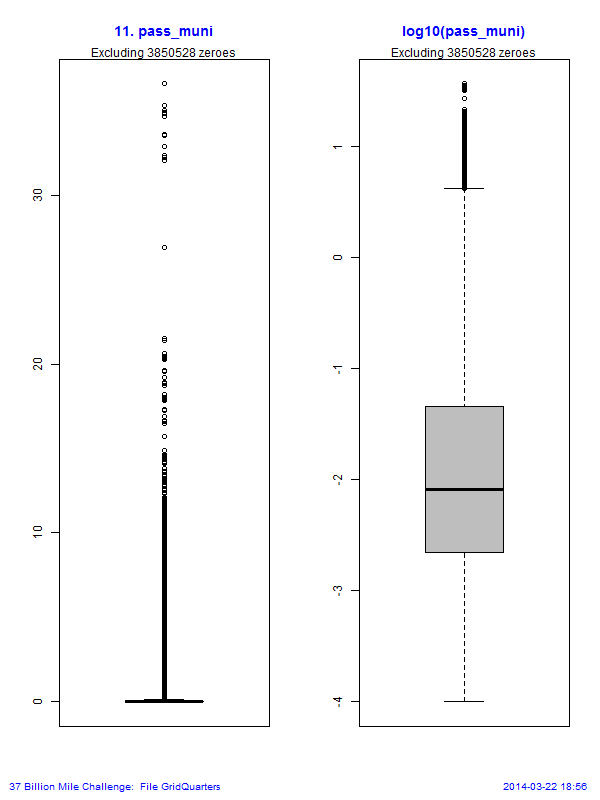 11. pass_muni
Excluding 3850528 zeroes
30
20
10
0
log10(pass_muni)
Excluding 3850528 zeroes
1
0
-1
-2
-3
-4
37 Billion Mile Challenge: File GridQuarters
2014-03-22 18:56